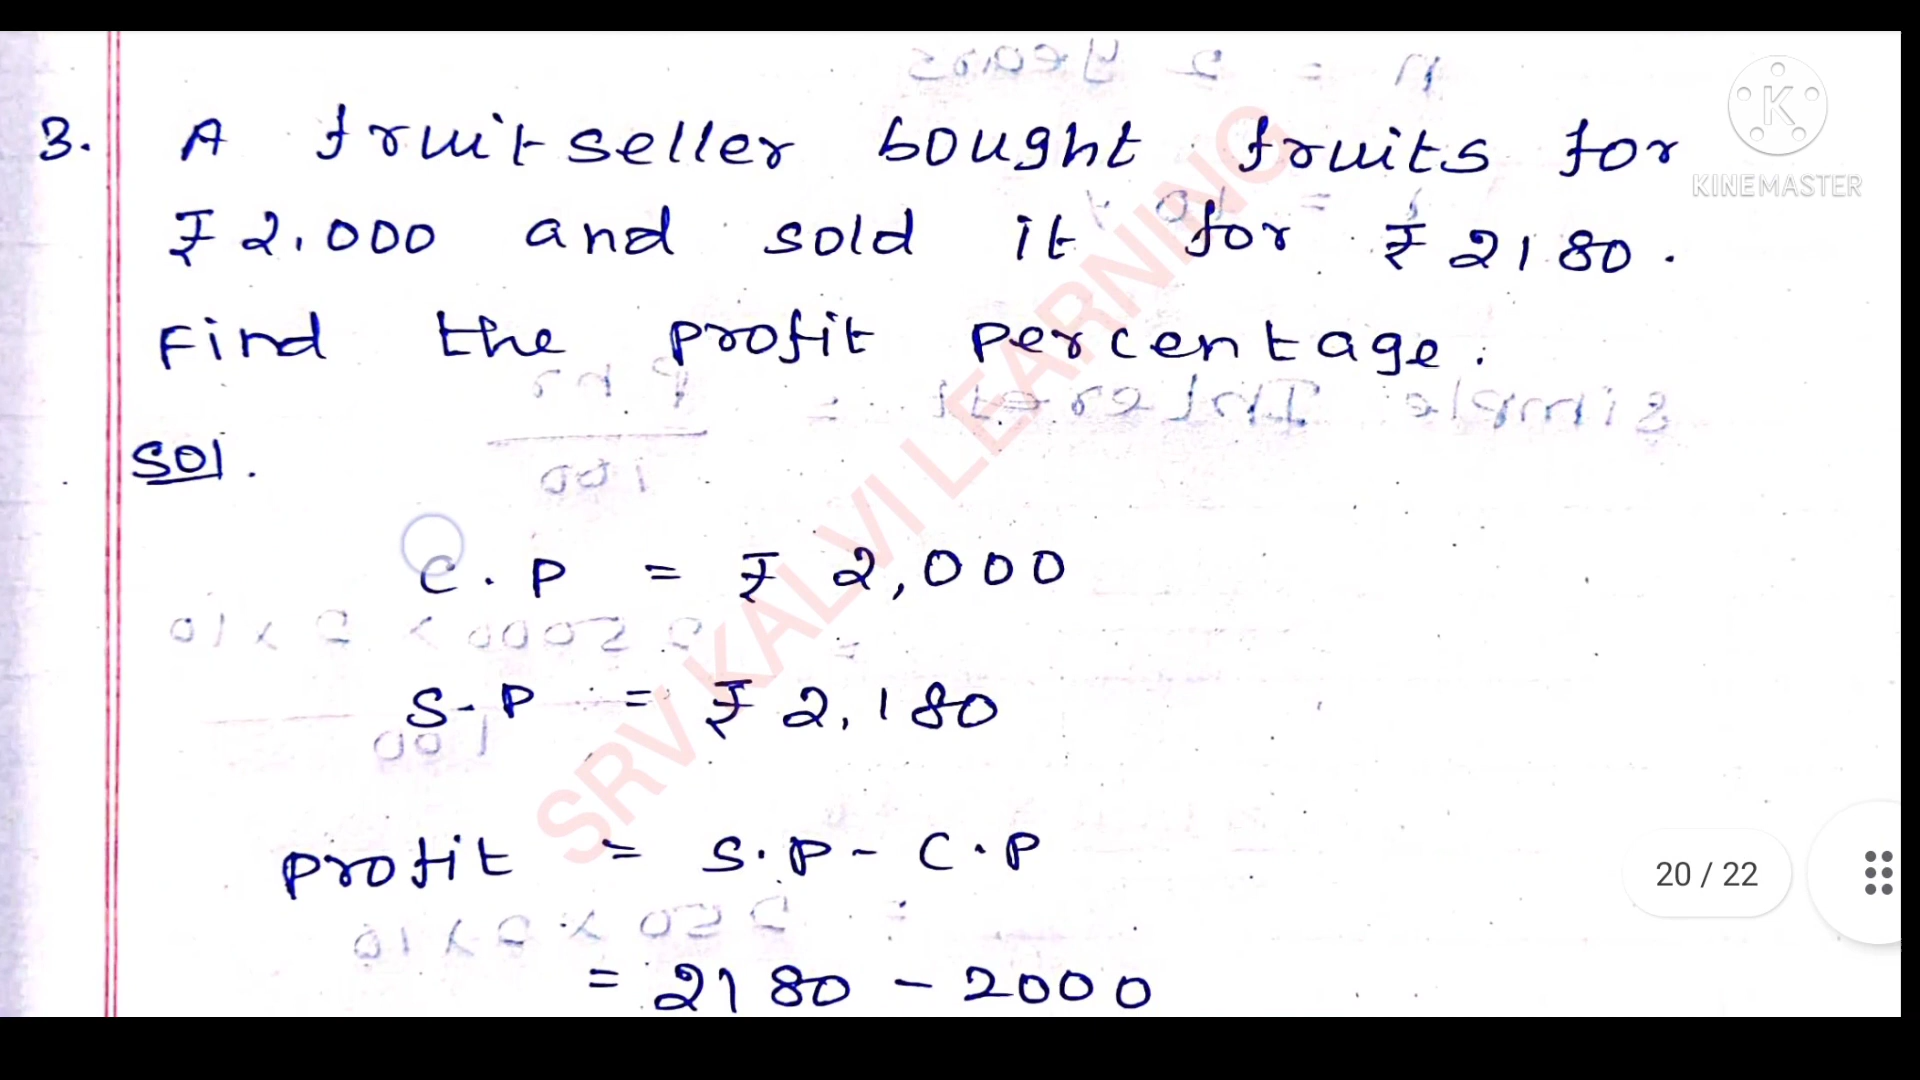 3. A fruit seller bought fruits for
₹ 2,000 and sold it for ₹ 2180.
Find the profit percentage.
Sol.
C.P = ₹ 2,000
S.P = ₹ 2,180
Profit = S.P - C.P
= 2180 - 2000
KINEMASTER
SRV KALVI LEARNING
20 / 22